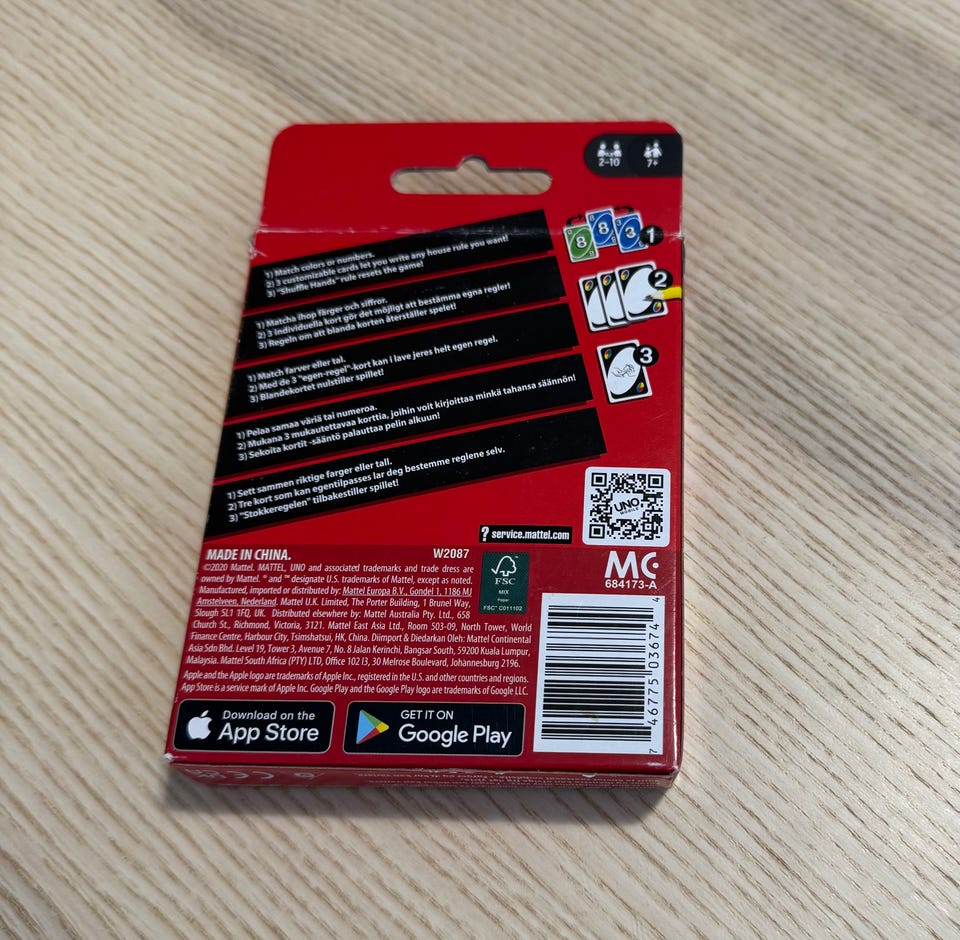 2-10
7+
8 8 3 1
1) Match colors or numbers.
2) 3 customizable cards let you write any house rule you want!
3) "Shuffle Hands" rule resets the game!
2
1) Matcha ihop färger och siffror.
2) 3 individuella kort gör det möjligt att bestämma egna regler!
3) Regeln om att blanda korten återställer spelet!
3
1) Match farver eller tal.
2) Med de 3 "egen-regel"-kort kan i lave jeres helt egen regel.
3) Blandekortet nulstiller spillet!
1) Pelaa samaa väriä tai numeroa.
2) Mukana 3 mukautettavaa korttia, joihin voit kirjoittaa minkä tahansa säännön!
3) Sekoita kortit -sääntö palauttaa pelin alkuun!
1) Sett sammen riktige farger eller tall.
2) Tre kort som kan egentilpasses lar deg bestemme reglene selv.
3) "Stokkeregelen" tilbakestiller spillet!
UNO
MOBILE
? service.mattel.com
MADE IN CHINA. W2087
©2020 Mattel. MATTEL, UNO and associated trademarks and trade dress are
owned by Mattel. ® and ™ designate U.S. trademarks of Mattel, except as noted.
Manufactured, imported or distributed by: Mattel Europa B.V., Gondel 1, 1186 MJ
Amstelveen, Nederland. Mattel U.K. Limited, The Porter Building, 1 Brunel Way,
Slough SL1 1FQ, UK. Distributed elsewhere by: Mattel Australia Pty. Ltd., 658
Church St., Richmond, Victoria, 3121. Mattel East Asia Ltd., Room 503-09, North Tower, World
Finance Centre, Harbour City, Tsimshatsui, HK, China. Diimport & Diedarkan Oleh: Mattel Continental
Asia Sdn Bhd. Level 19, Tower 3, Avenue 7, No. 8 Jalan Kerinchi, Bangsar South, 59200 Kuala Lumpur,
Malaysia. Mattel South Africa (PTY) LTD, Office 102 I3, 30 Melrose Boulevard, Johannesburg 2196.
Apple and the Apple logo are trademarks of Apple Inc., registered in the U.S. and other countries and regions.
App Store is a service mark of Apple Inc. Google Play and the Google Play logo are trademarks of Google LLC.
FSC
MIX
Paper
FSC® C011102
MC
684173-A
Download on the
App Store
GET IT ON
Google Play
7 46775 03674 4
CE